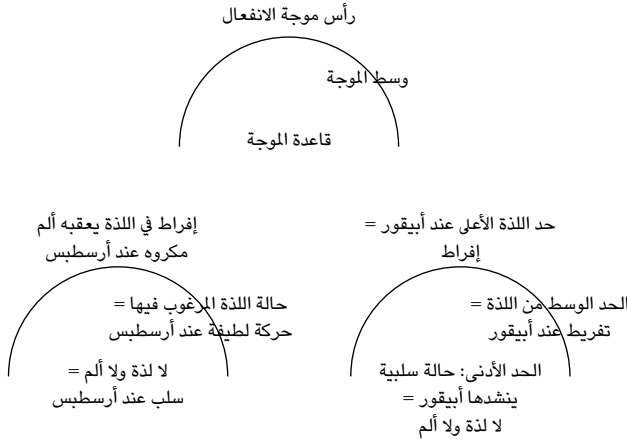 رأس موجة الانفعال
وسط الموجة
قاعدة الموجة
حد اللذة الأعلى عند أبيقور =
إفراط
الحد الوسط من اللذة =
تفريط عند أبيقور
الحد الأدنى: حالة سلبية
ينشدها أبيقور =
لا لذة ولا ألم
إفراط في اللذة يعقبه ألم
مكروه عند أرسطبس
حالة اللذة المرغوب فيها =
حركة لطيفة عند أرسطبس
لا لذة ولا ألم =
سلب عند أرسطبس